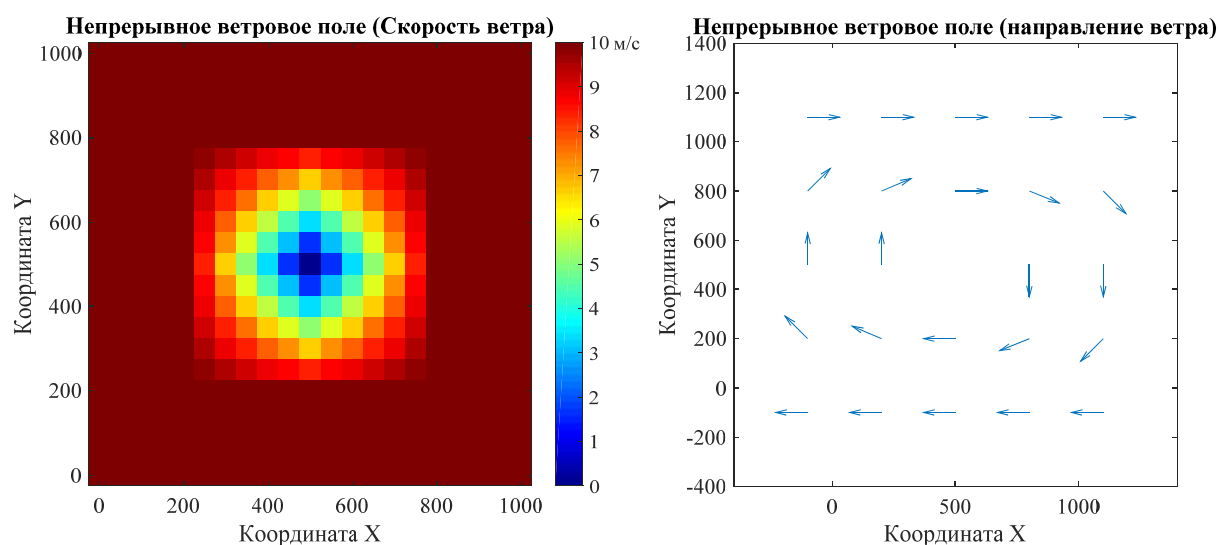 Непрерывное ветровое поле (Скорость ветра)
1000
800
600
400
200
0
Координата Y
0 200 400 600 800 1000
Координата X
10 м/с
9
8
7
6
5
4
3
2
1
0
Непрерывное ветровое поле (направление ветра)
1400
1200
1000
800
600
400
200
0
-200
-400
Координата Y
0 500 1000
Координата X